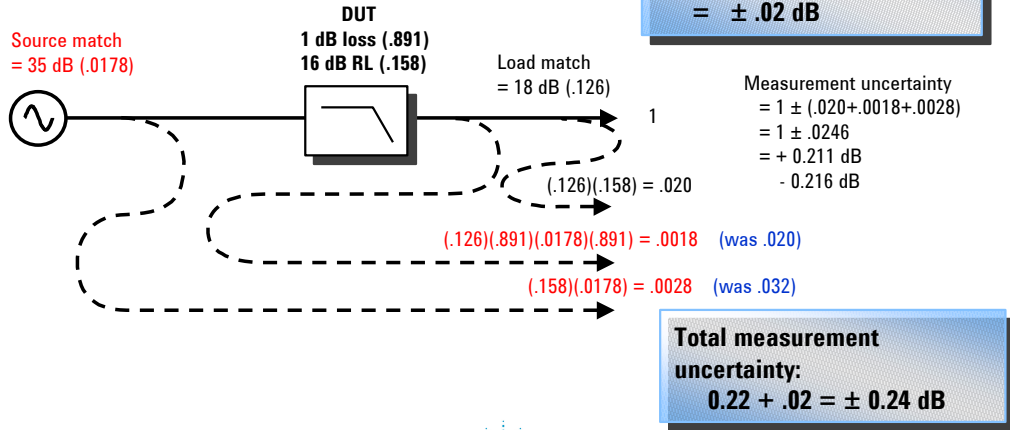 = ± .02 dB
DUT
1 dB loss (.891)
16 dB RL (.158)
Source match
= 35 dB (.0178)
Load match
= 18 dB (.126)
1
Measurement uncertainty
= 1 ± (.020+.0018+.0028)
= 1 ± .0246
= + 0.211 dB
- 0.216 dB
(.126)(.158) = .020
(.126)(.891)(.0178)(.891) = .0018 (was .020)
(.158)(.0178) = .0028 (was .032)
Total measurement
uncertainty:
0.22 + .02 = ± 0.24 dB